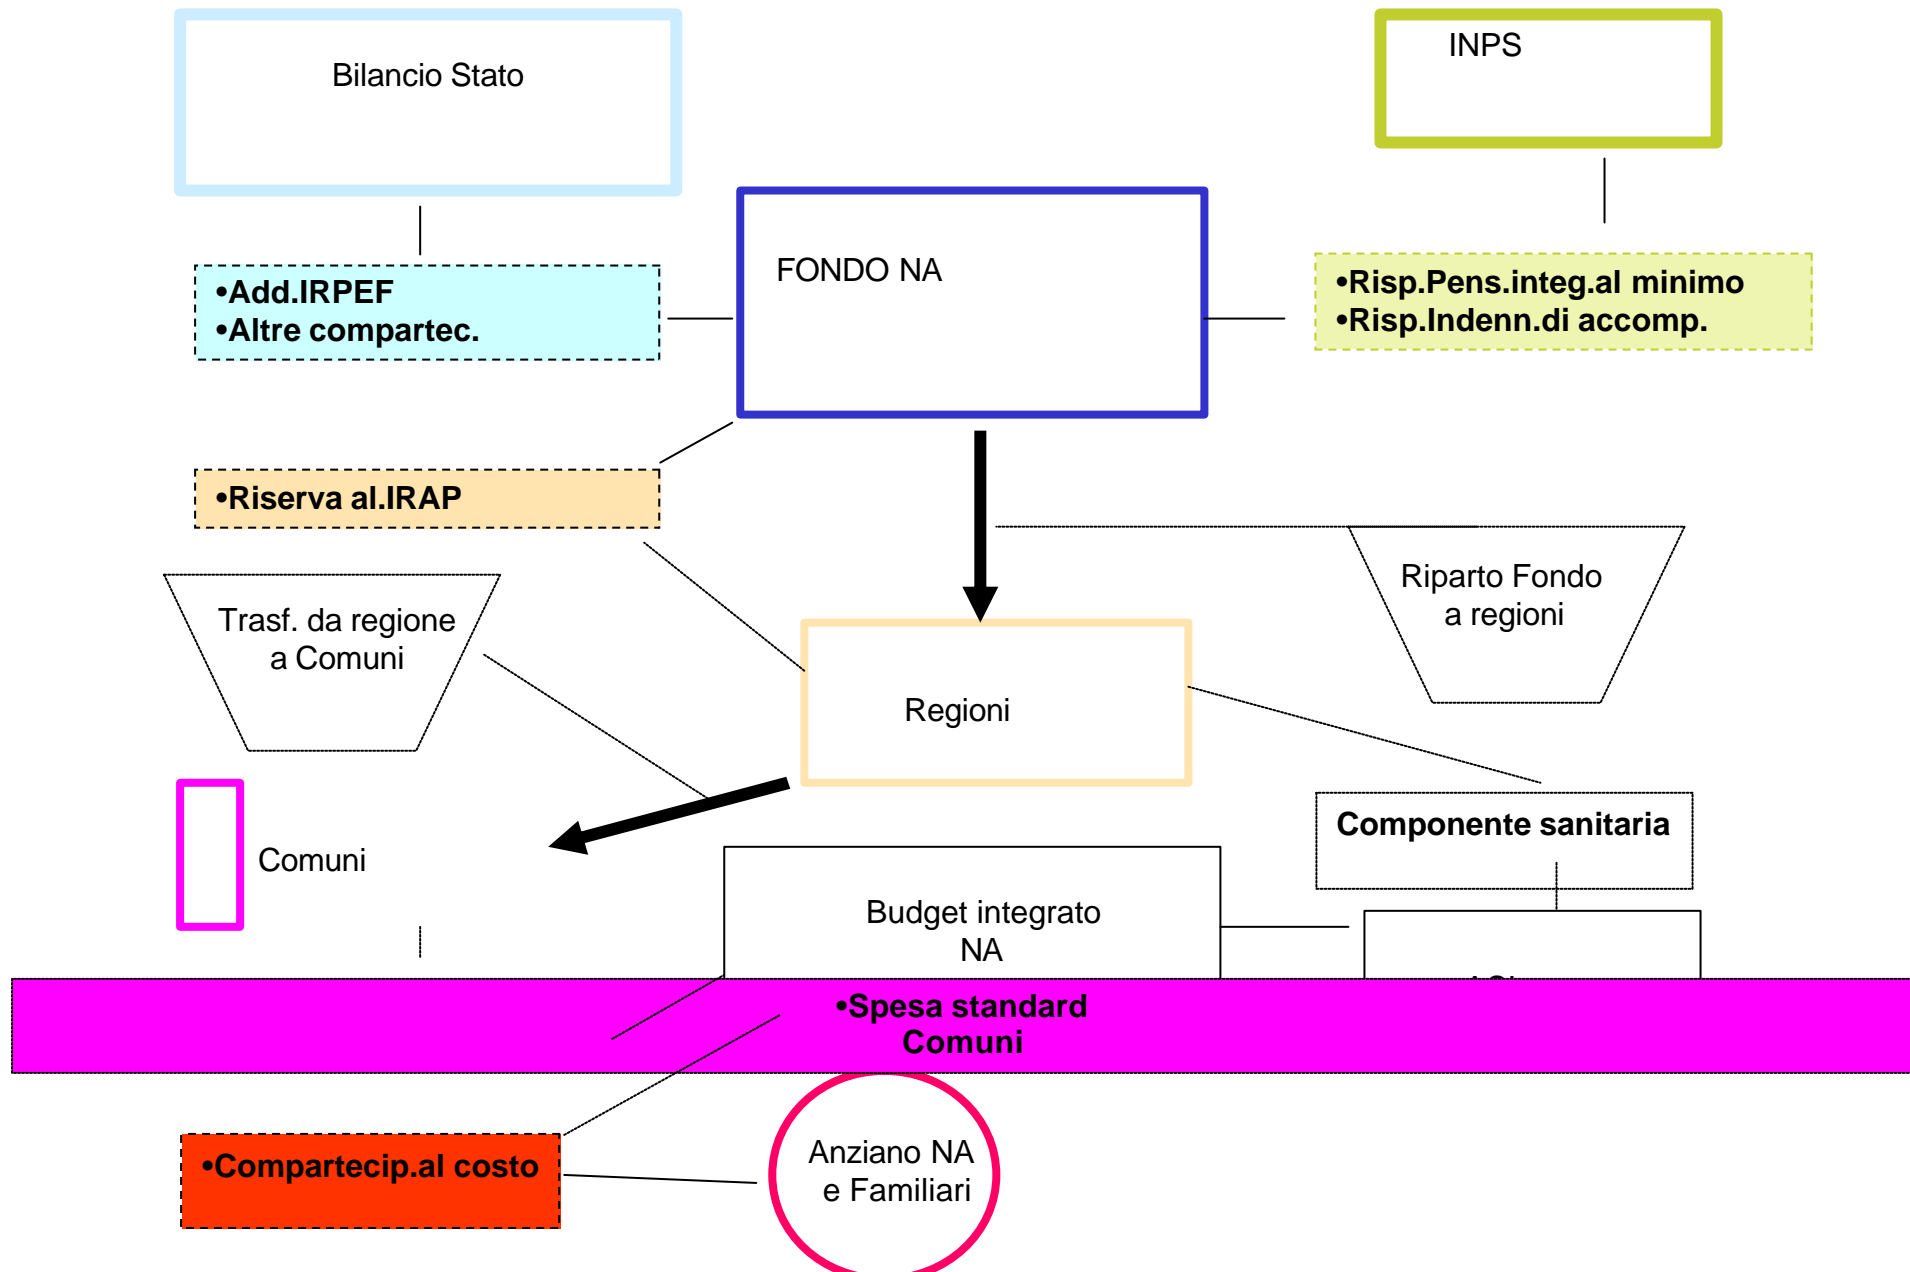 Bilancio Stato
INPS
FONDO NA
•Add.IRPEF
•Altre compartec.
•Risp.Pens.integ.al minimo
•Risp.Indenn.di accomp.
•Riserva al.IRAP
Riparto Fondo
a regioni
Trasf. da regione
a Comuni
Regioni
Componente sanitaria
Comuni
Budget integrato
NA
•Spesa standard
Comuni
•Compartecip.al costo
Anziano NA
e Familiari